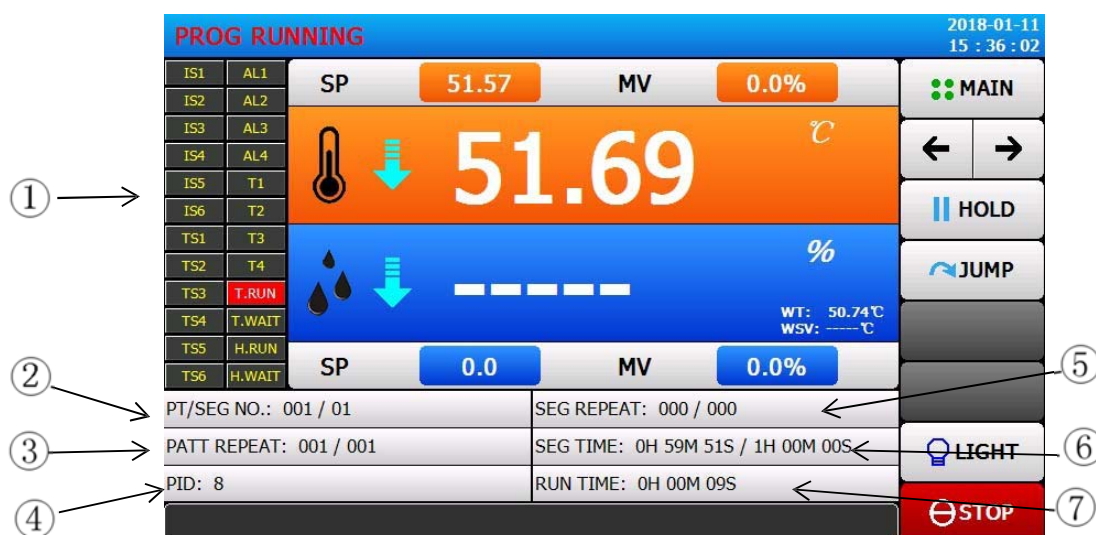 PROG RUNNING
2018-01-11
15 : 36 : 02
IS1 AL1
IS2 AL2
IS3 AL3
IS4 AL4
IS5 T1
IS6 T2
TS1 T3
TS2 T4
TS3 T.RUN
TS4 T.WAIT
TS5 H.RUN
TS6 H.WAIT
SP 51.57 MV 0.0%
51.69 ℃
-----
%
WT: 50.74℃
WSV: -----℃
SP 0.0 MV 0.0%
MAIN
← →
HOLD
JUMP
LIGHT
STOP
PT/SEG NO.: 001 / 01
SEG REPEAT: 000 / 000
PATT REPEAT: 001 / 001
SEG TIME: 0H 59M 51S / 1H 00M 00S
PID: 8
RUN TIME: 0H 00M 09S
①
②
③
④
⑤
⑥
⑦